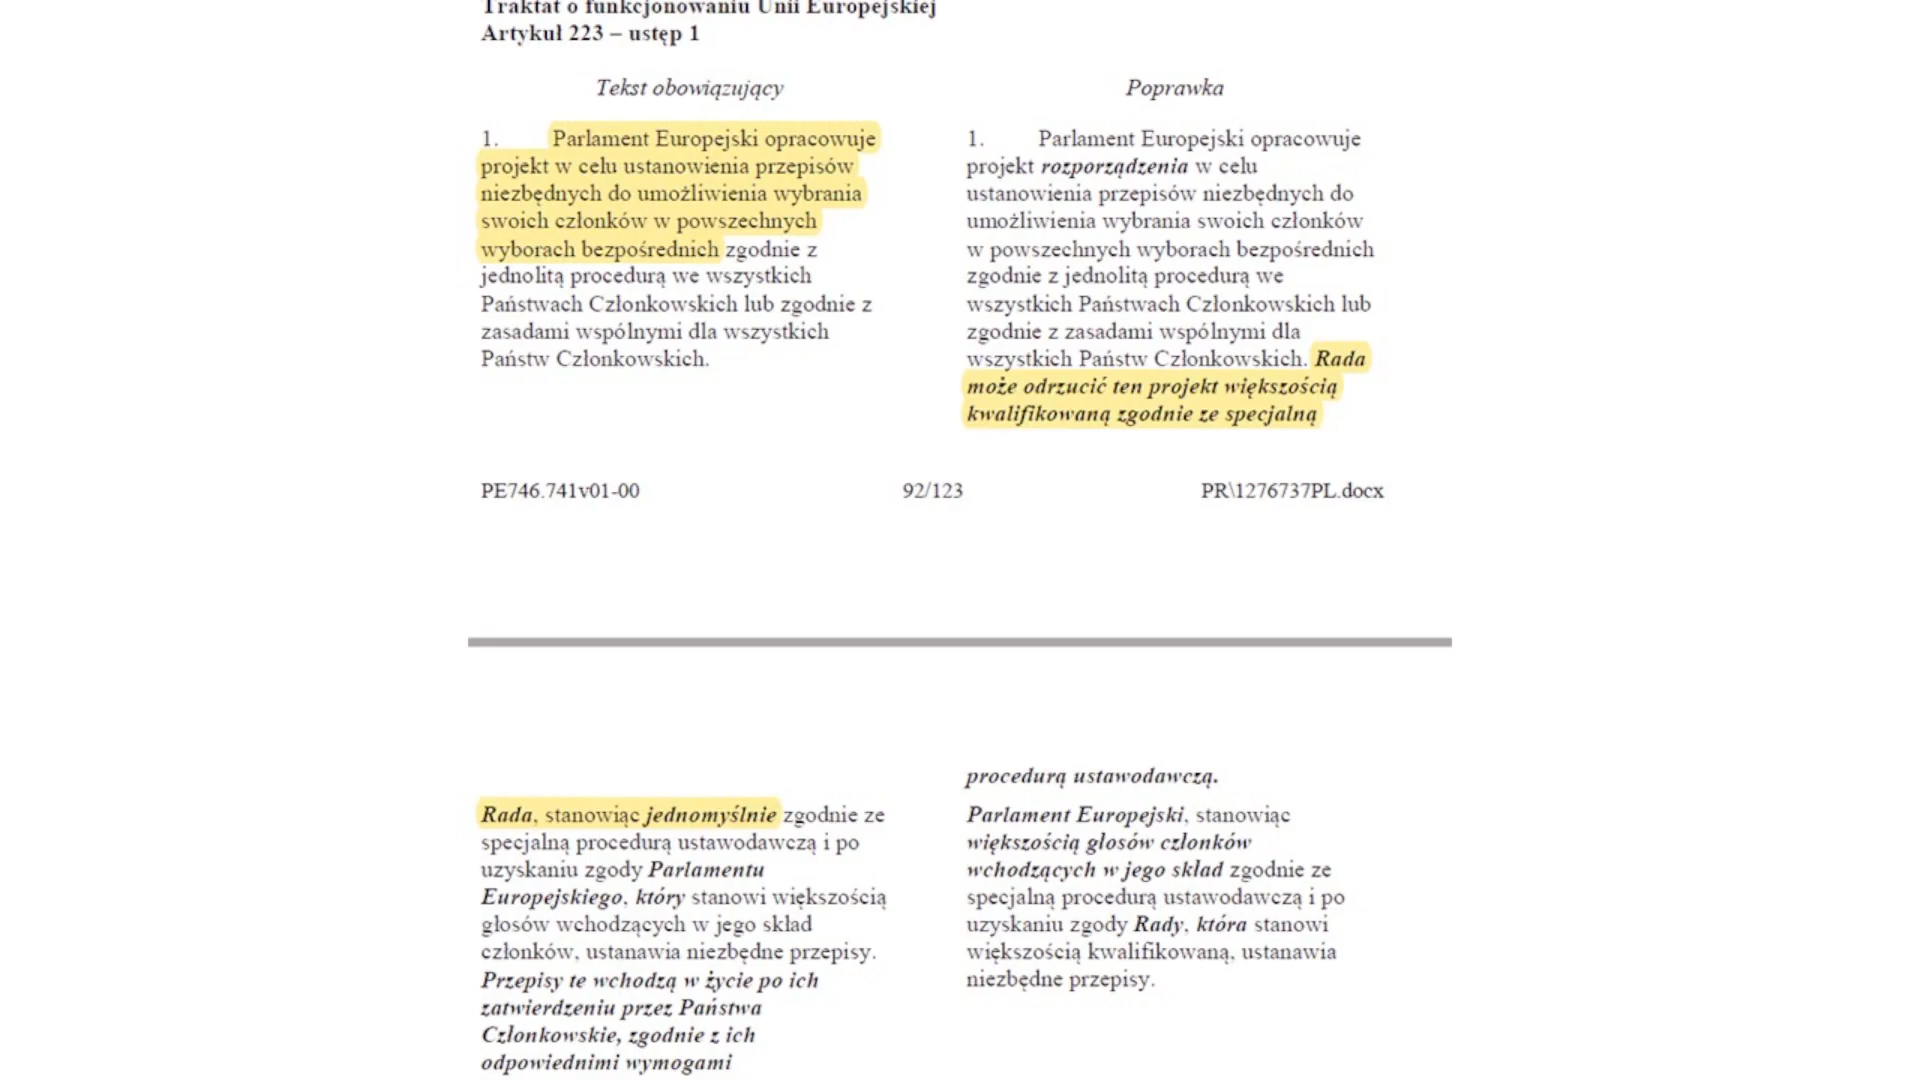 Traktat o funkcjonowaniu Unii Europejskiej
Artykuł 223 – ustęp 1
Tekst obowiązujący
1. Parlament Europejski opracowuje
projekt w celu ustanowienia przepisów
niezbędnych do umożliwienia wybrania
swoich członków w powszechnych
wyborach bezpośrednich zgodnie z
jednolitą procedurą we wszystkich
Państwach Członkowskich lub zgodnie z
zasadami wspólnymi dla wszystkich
Państw Członkowskich.
Poprawka
1. Parlament Europejski opracowuje
projekt rozporządzenia w celu
ustanowienia przepisów niezbędnych do
umożliwienia wybrania swoich członków
w powszechnych wyborach bezpośrednich
zgodnie z jednolitą procedurą we
wszystkich Państwach Członkowskich lub
zgodnie z zasadami wspólnymi dla
wszystkich Państw Członkowskich. Rada
może odrzucić ten projekt większością
kwalifikowaną zgodnie ze specjalną
PE746.741v01-00
92/123
PR\1276737PL.docx
Rada, stanowiąc jednomyślnie zgodnie ze
specjalną procedurą ustawodawczą i po
uzyskaniu zgody Parlamentu
Europejskiego, który stanowi większością
głosów wchodzących w jego skład
członków, ustanawia niezbędne przepisy.
Przepisy te wchodzą w życie po ich
zatwierdzeniu przez Państwa
Członkowskie, zgodnie z ich
odpowiednimi wymogami
procedurą ustawodawczą.
Parlament Europejski, stanowiąc
większością głosów członków
wchodzących w jego skład zgodnie ze
specjalną procedurą ustawodawczą i po
uzyskaniu zgody Rady, która stanowi
większością kwalifikowaną, ustanawia
niezbędne przepisy.